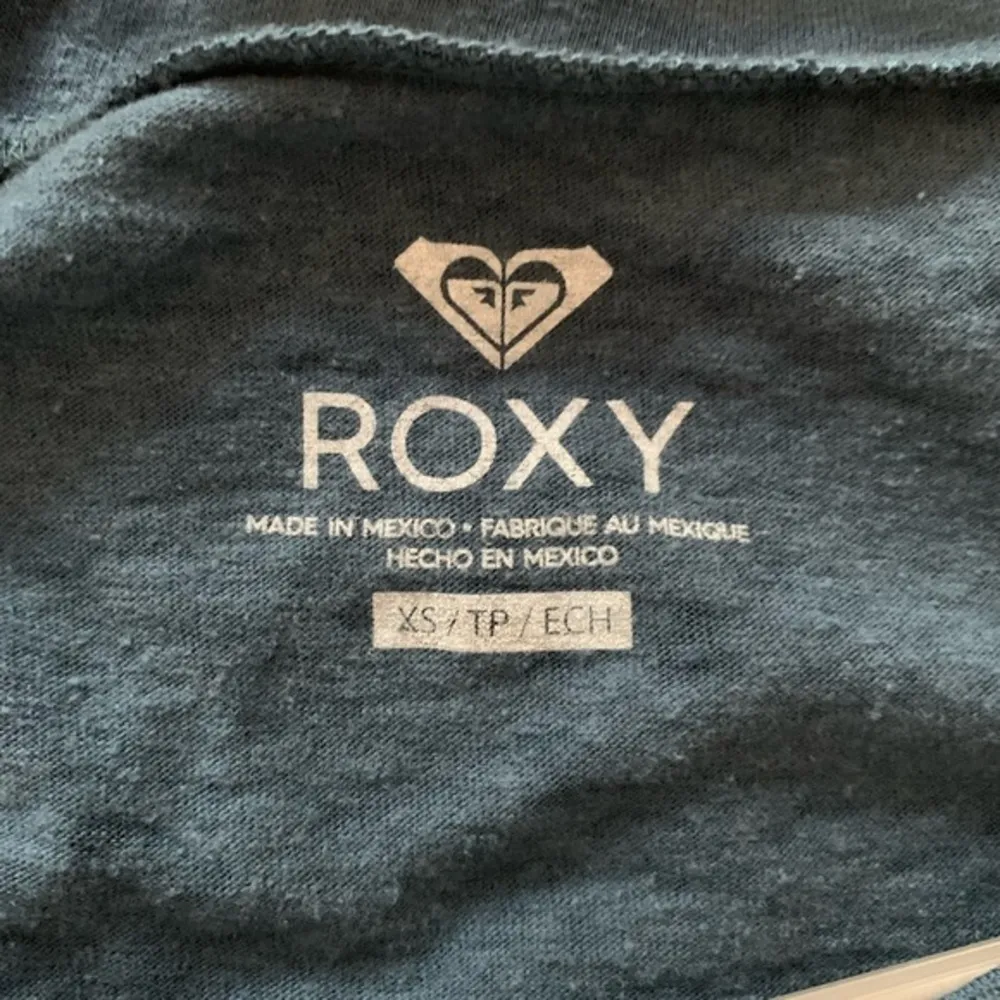 ROXY
MADE IN MEXICO • FABRIQUE AU MEXIQUE
HECHO EN MEXICO
XS / TP / ECH